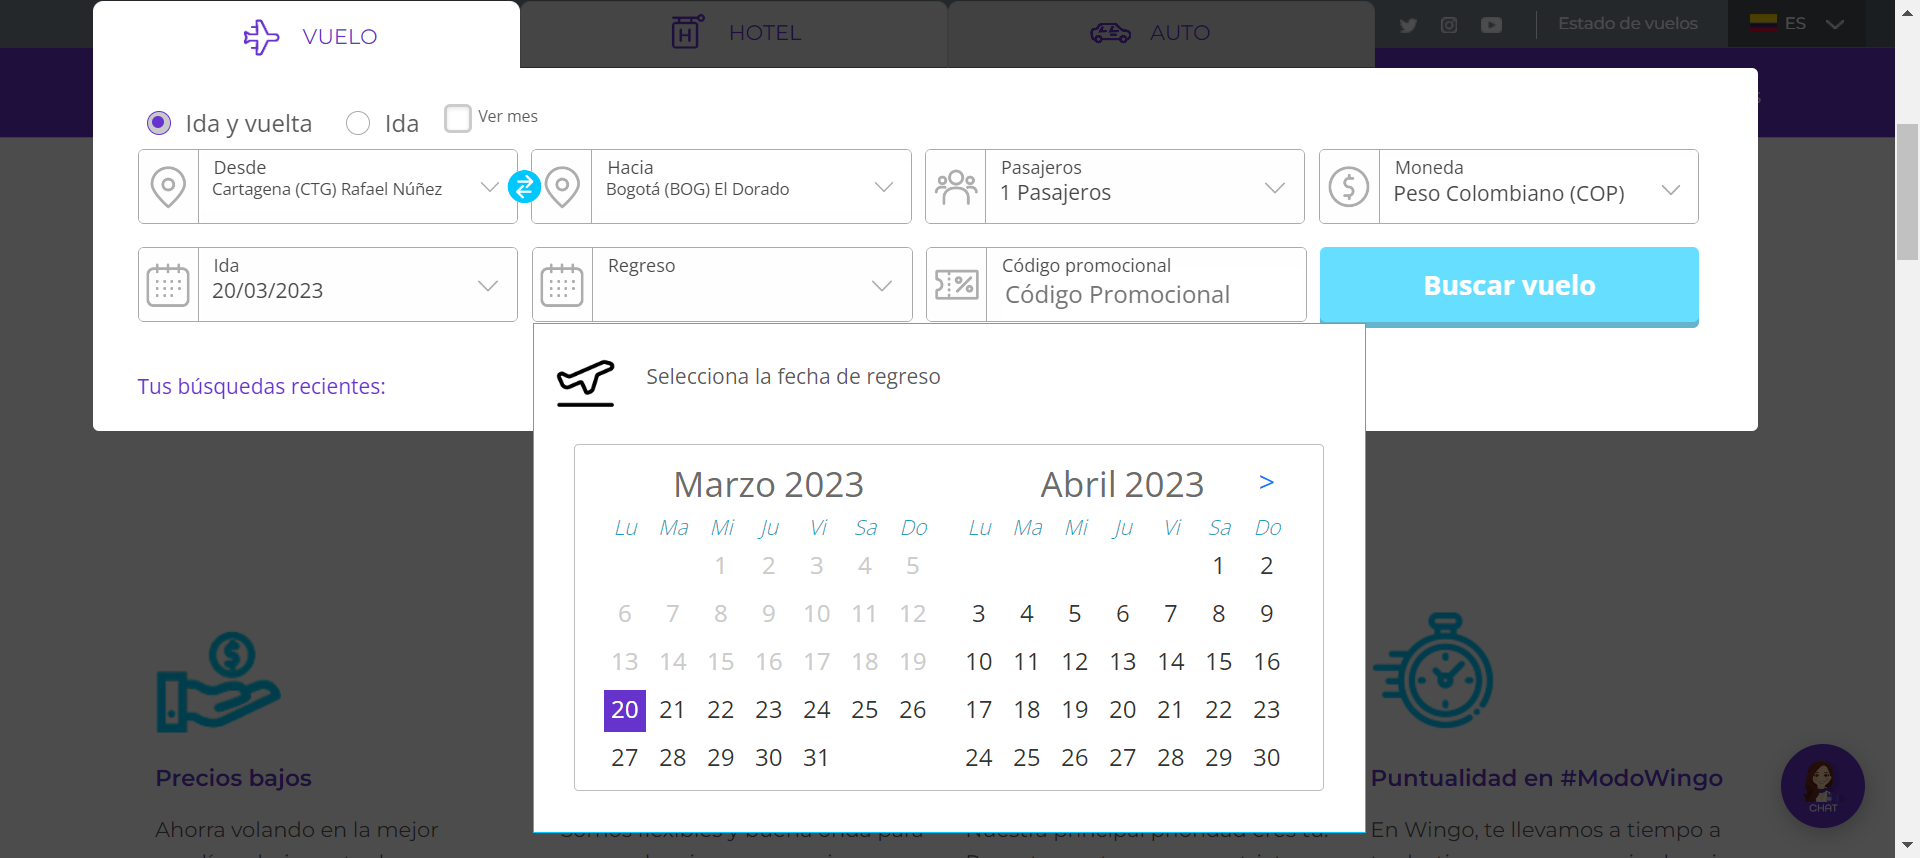 VUELO
HOTEL
AUTO
Estado de vuelos
ES
Ida y vuelta
Ida
Ver mes
Desde
Cartagena (CTG) Rafael Núñez
Hacia
Bogotá (BOG) El Dorado
Pasajeros
1 Pasajeros
Moneda
Peso Colombiano (COP)
Ida
20/03/2023
Regreso
Código promocional
Código Promocional
Buscar vuelo
Tus búsquedas recientes:
Selecciona la fecha de regreso
Marzo 2023
Lu Ma Mi Ju Vi Sa Do
1 2 3 4 5
6 7 8 9 10 11 12
13 14 15 16 17 18 19
20 21 22 23 24 25 26
27 28 29 30 31
Abril 2023 >
Lu Ma Mi Ju Vi Sa Do
1 2
3 4 5 6 7 8 9
10 11 12 13 14 15 16
17 18 19 20 21 22 23
24 25 26 27 28 29 30
Precios bajos
Ahorra volando en la mejor
Puntualidad en #ModoWingo
En Wingo, te llevamos a tiempo a
CHAT